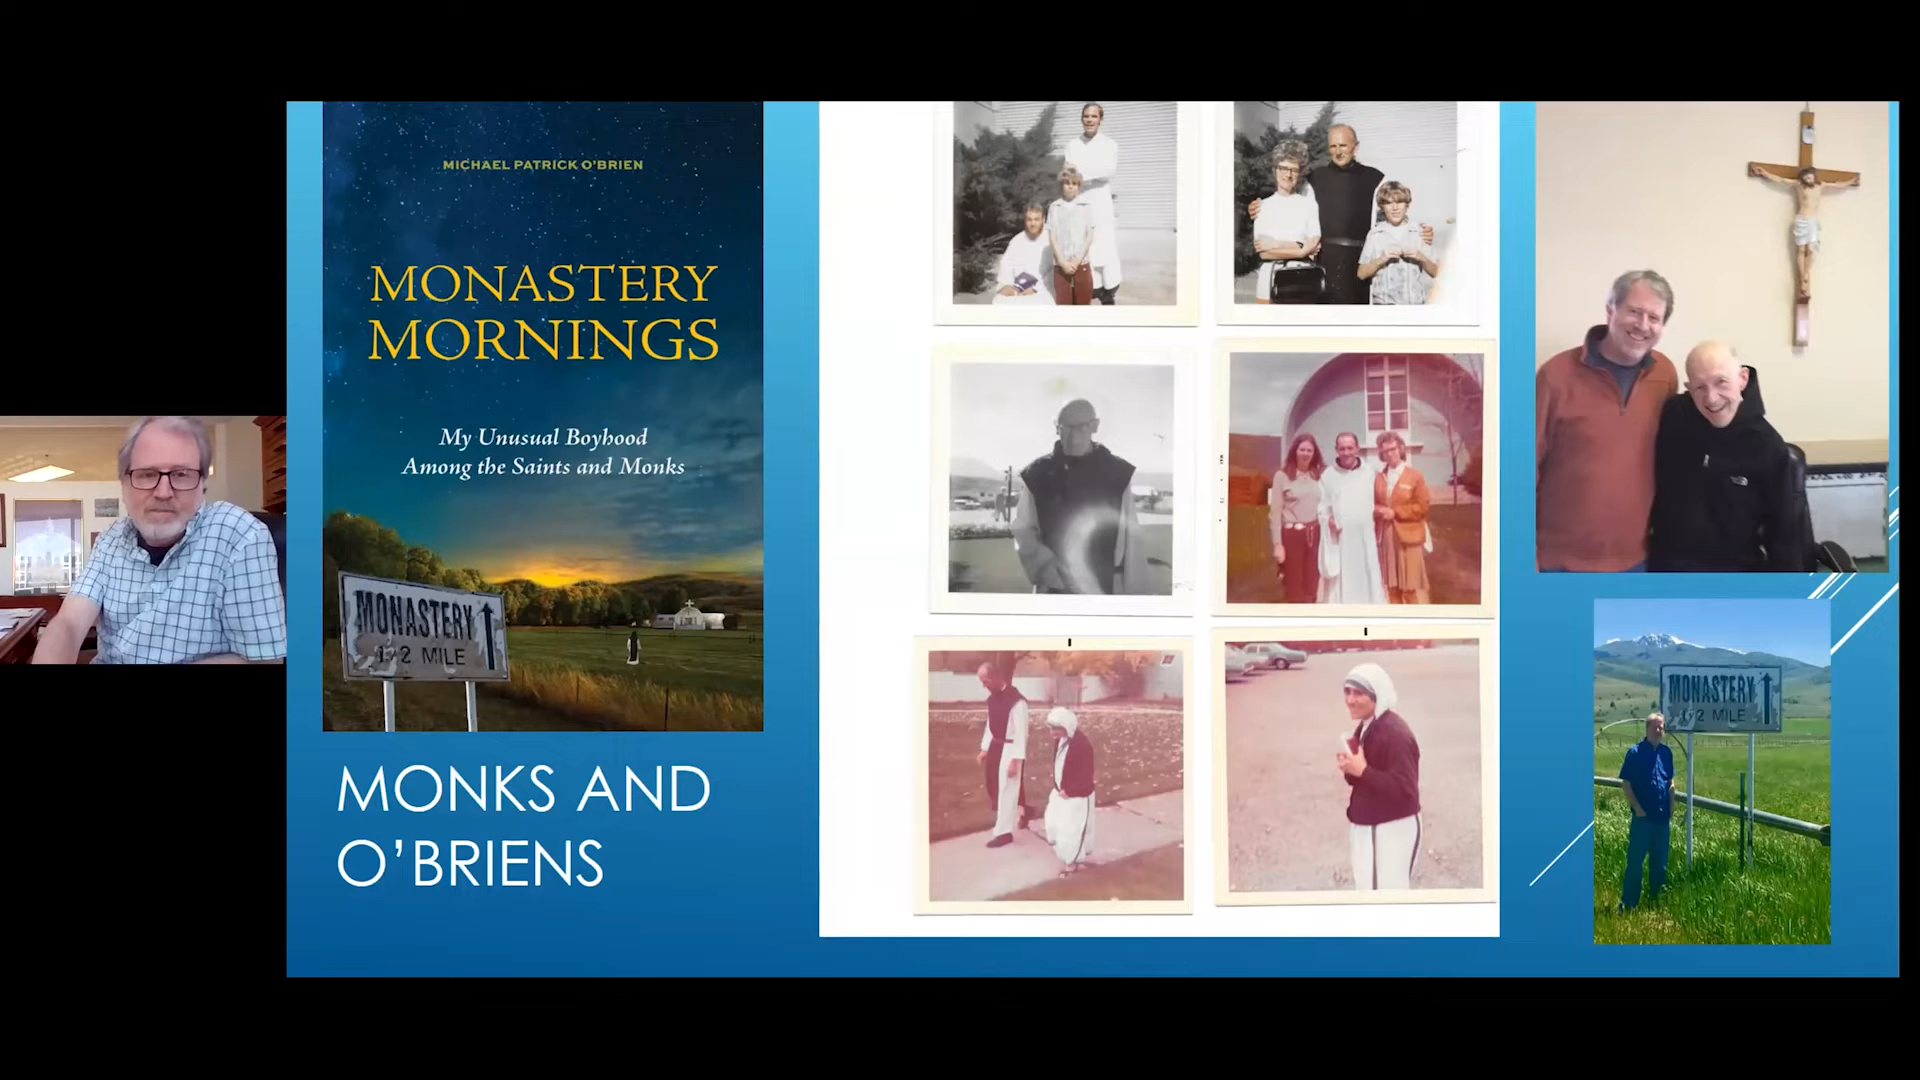 MICHAEL PATRICK O'BRIEN
MONASTERY
MORNINGS
My Unusual Boyhood
Among the Saints and Monks
MONASTERY
1/2 MILE
MONKS AND
O'BRIENS
MONASTERY
1/2 MILE